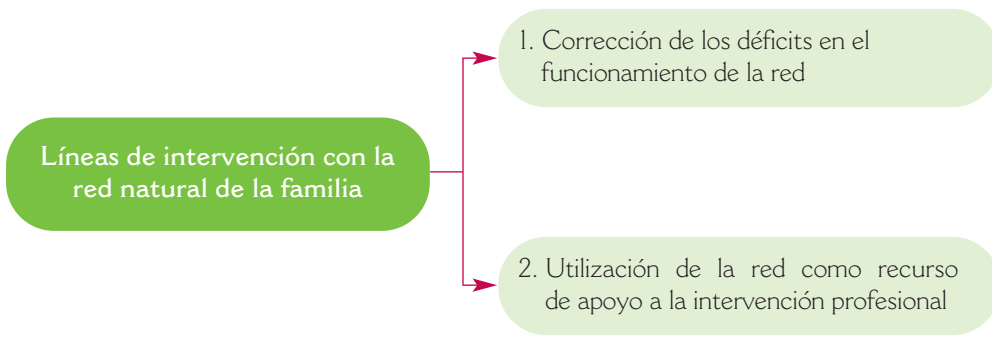 1. Corrección de los déficits en el
funcionamiento de la red
Líneas de intervención con la
red natural de la familia
2. Utilización de la red como recurso
de apoyo a la intervención profesional